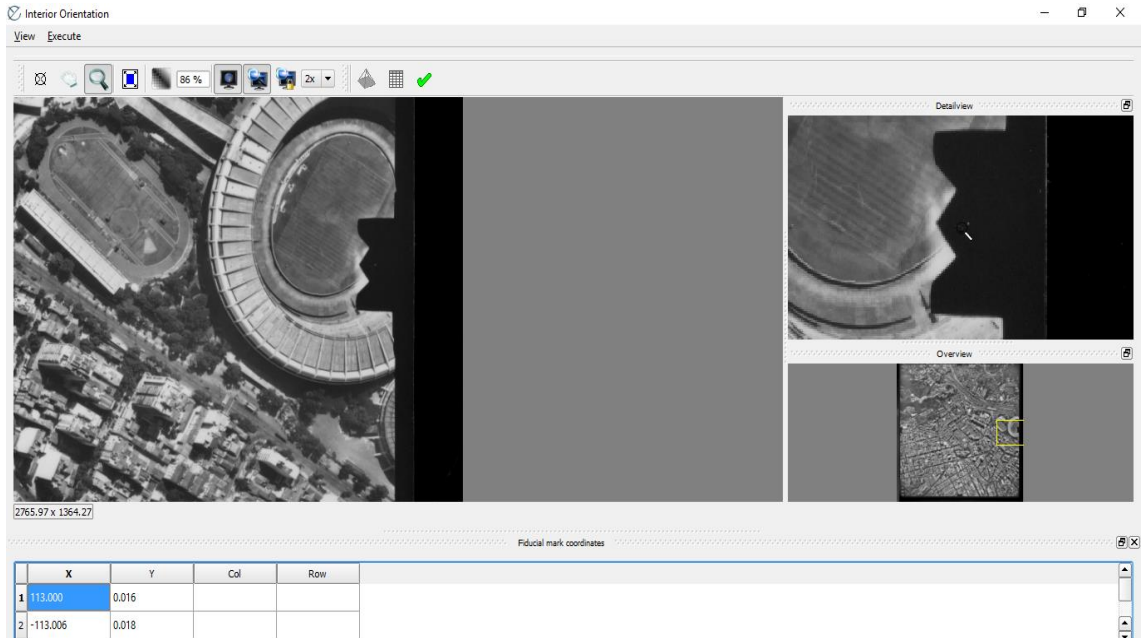 Interior Orientation
View Execute
86 %
2x
Detailview
Overview
2765.97 x 1364.27
Fiducial mark coordinates
X Y Col Row
1 113.000 0.016
2 -113.006 0.018